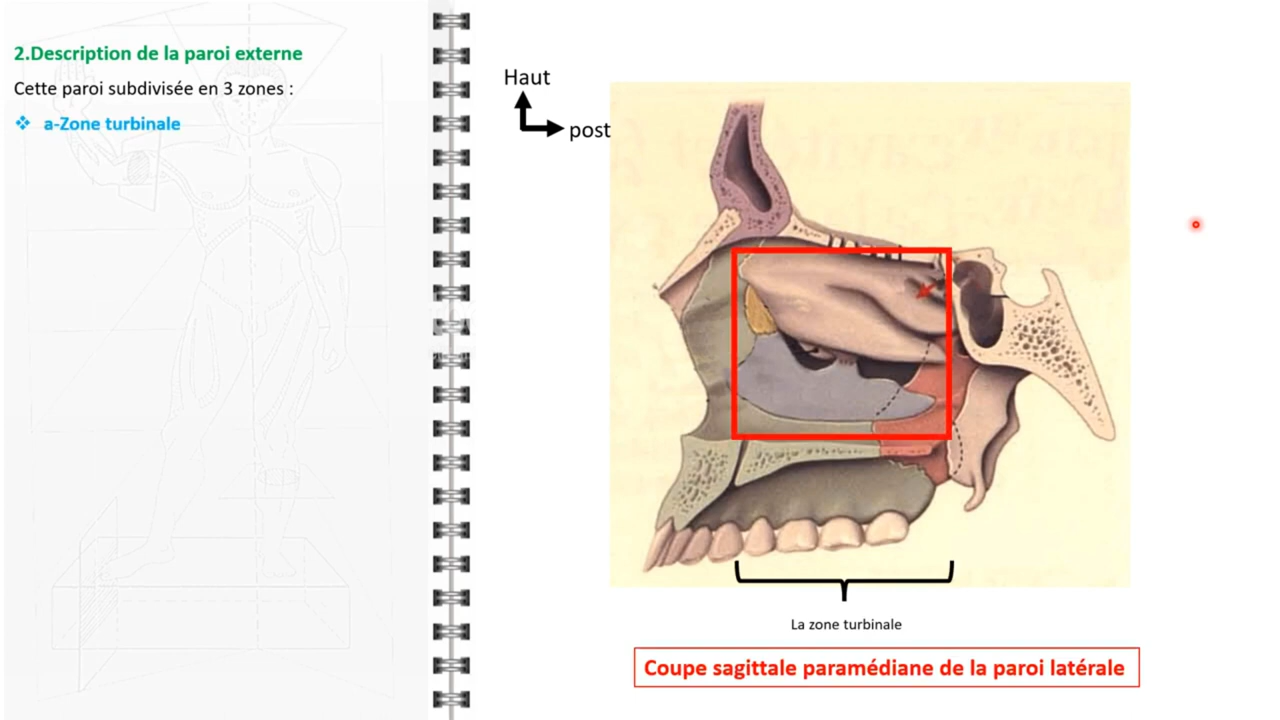 2.Description de la paroi externe
Cette paroi subdivisée en 3 zones :
❖ a-Zone turbinale
Haut
post
La zone turbinale
Coupe sagittale paramédiane de la paroi latérale